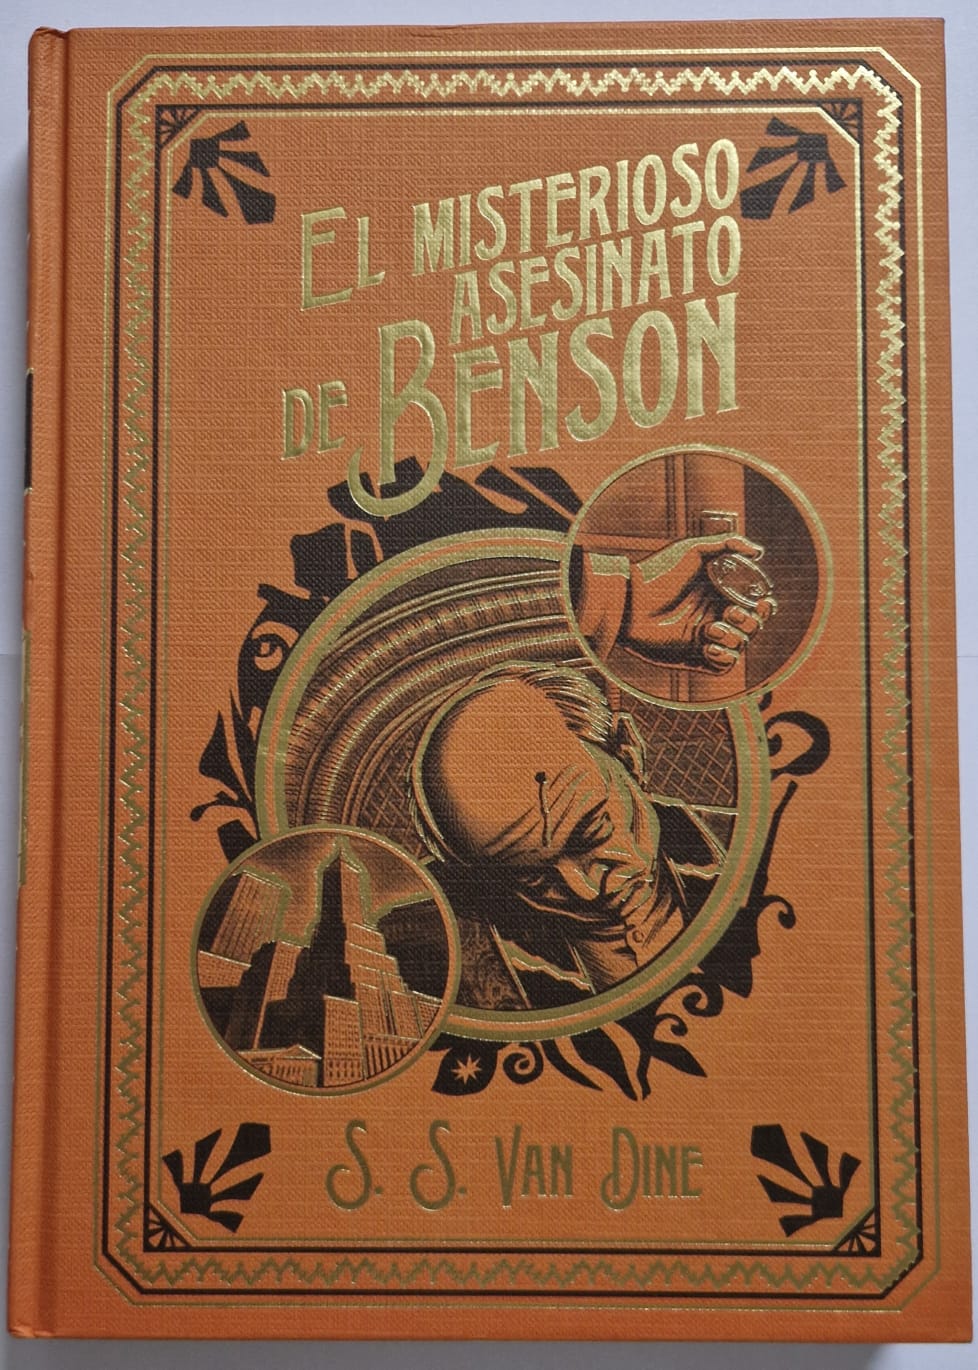 El misterioso
asesinato
de Benson
S. S. Van Dine